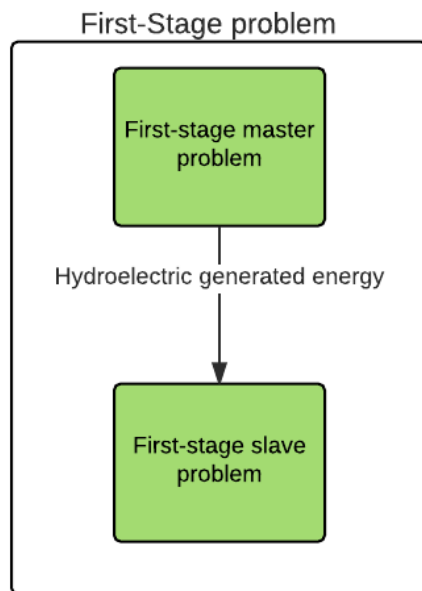 First-Stage problem
First-stage master
problem
Hydroelectric generated energy
First-stage slave
problem